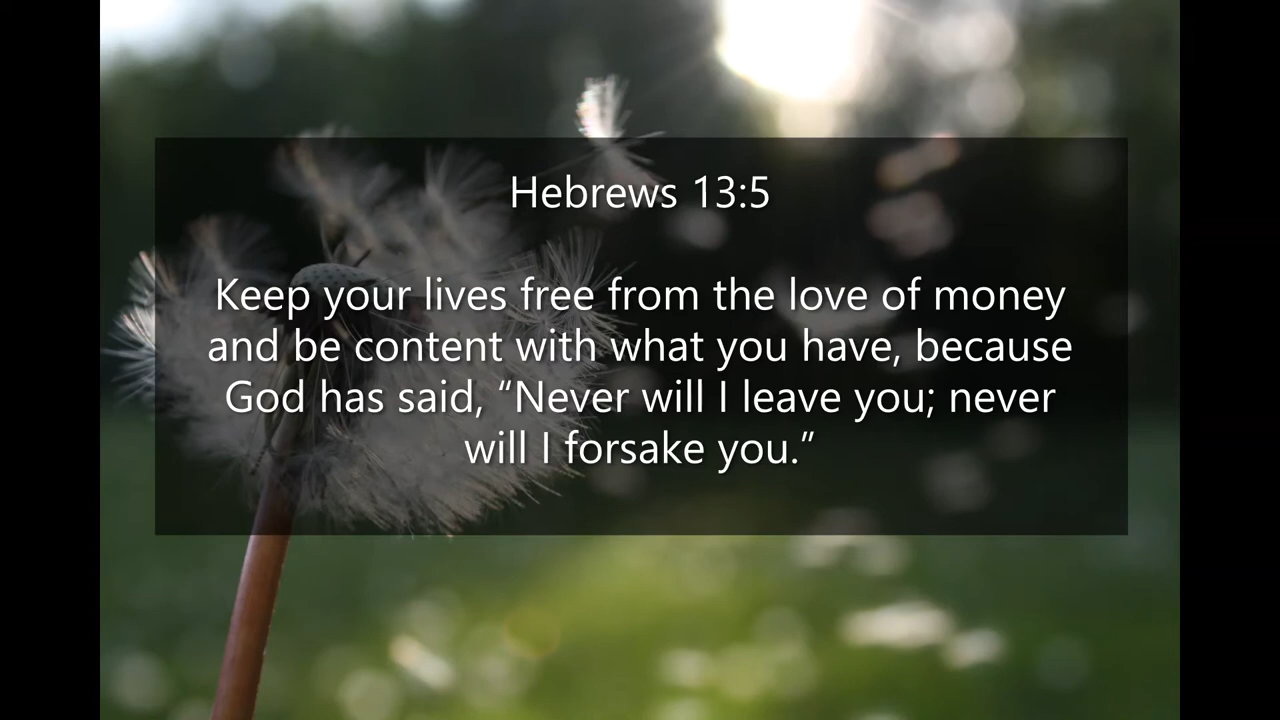 Hebrews 13:5
Keep your lives free from the love of money
and be content with what you have, because
God has said, “Never will I leave you; never
will I forsake you.”